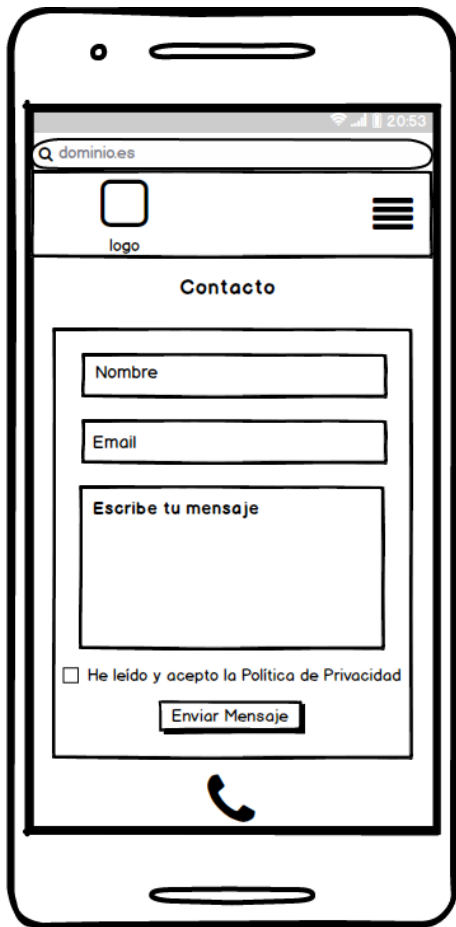 20:53
dominio.es
logo
Contacto
Nombre
Email
Escribe tu mensaje
He leído y acepto la Política de Privacidad
Enviar Mensaje